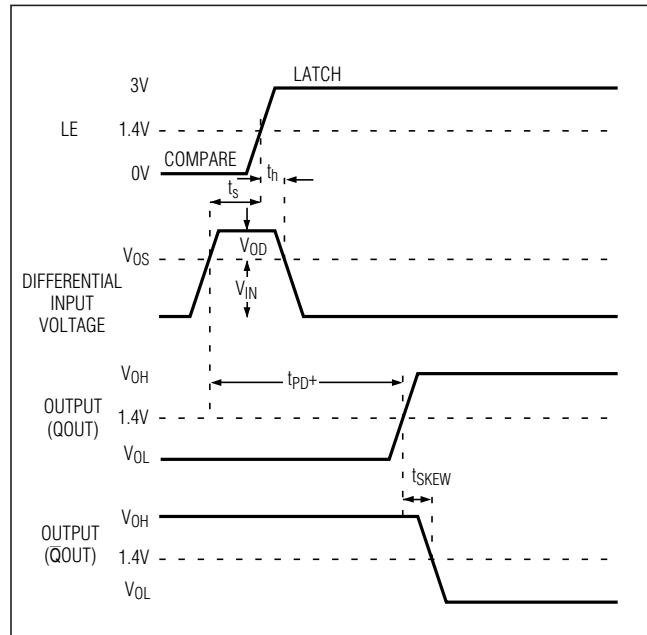 3V
LATCH
LE
1.4V
COMPARE
0V
th
tS
VOD
VOS
VIN
DIFFERENTIAL
INPUT
VOLTAGE
VOH
tPD+
OUTPUT
(QOUT)
1.4V
VOL
tSKEW
VOH
OUTPUT
(Q̅OUT)
1.4V
VOL